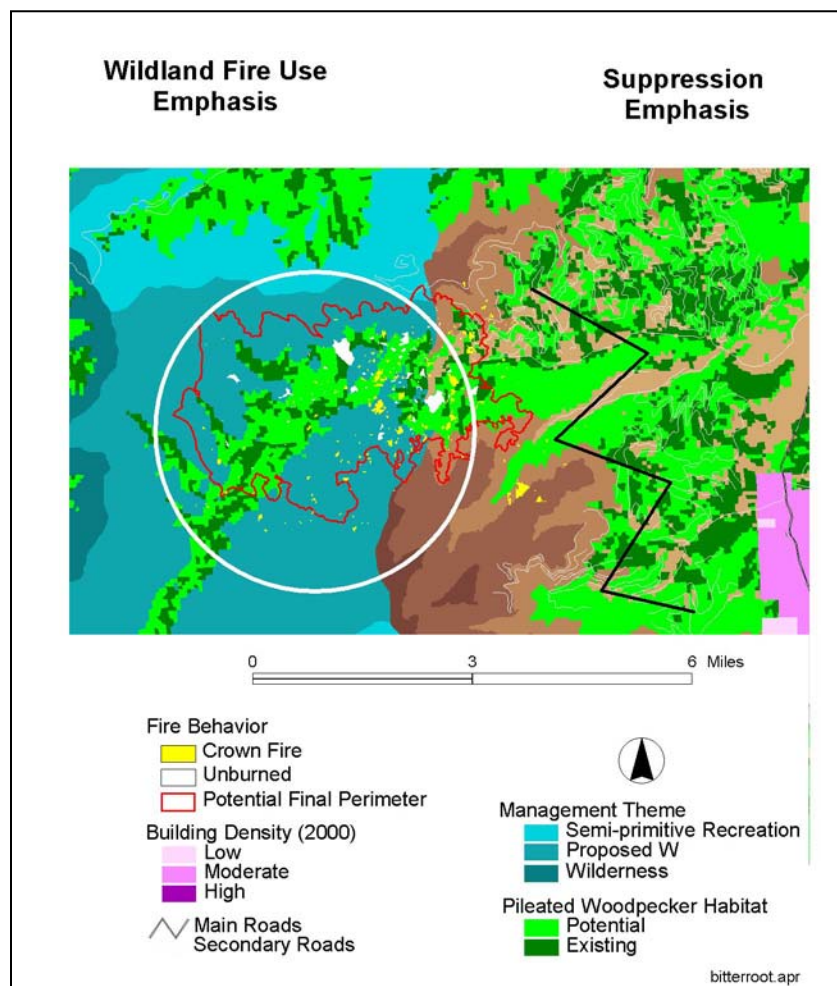 Wildland Fire Use
Emphasis
Suppression
Emphasis
0 3 6 Miles
Fire Behavior
Crown Fire
Unburned
Potential Final Perimeter
Building Density (2000)
Low
Moderate
High
Main Roads
Secondary Roads
Management Theme
Semi-primitive Recreation
Proposed W
Wilderness
Pileated Woodpecker Habitat
Potential
Existing
bitterroot.apr